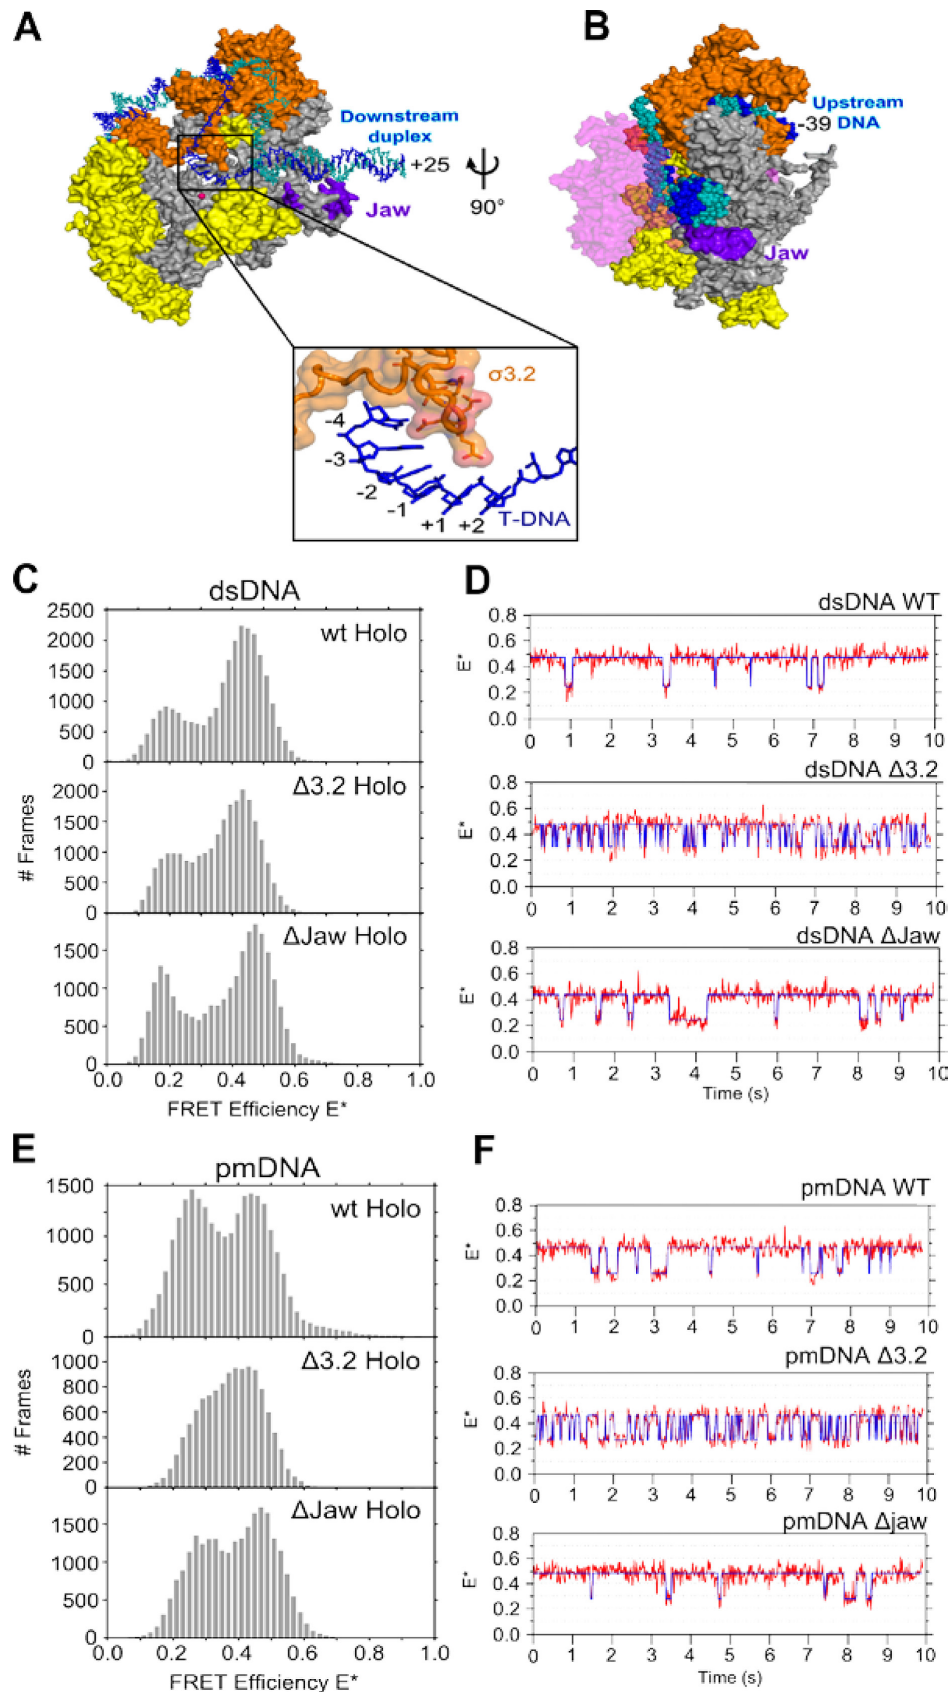 A
B
Downstream
duplex
+25
90°
Jaw
Upstream
DNA
-39
Jaw
σ3.2
-4
-3
-2
-1
+1
+2
T-DNA
C
dsDNA
wt Holo
2500
2000
1500
1000
500
0
Δ3.2 Holo
2000
1500
1000
500
0
ΔJaw Holo
1500
1000
500
0
# Frames
0.0 0.2 0.4 0.6 0.8 1.0
FRET Efficiency E*
D
dsDNA WT
0.8
0.6
0.4
0.2
0.0
E*
0 1 2 3 4 5 6 7 8 9 10
dsDNA Δ3.2
0.8
0.6
0.4
0.2
0.0
E*
0 1 2 3 4 5 6 7 8 9 10
dsDNA ΔJaw
0.8
0.6
0.4
0.2
0.0
E*
0 1 2 3 4 5 6 7 8 9 10
Time (s)
E
pmDNA
wt Holo
1500
1000
500
0
Δ3.2 Holo
1000
800
600
400
200
0
ΔJaw Holo
1500
1000
500
0
# Frames
0.0 0.2 0.4 0.6 0.8 1.0
FRET Efficiency E*
F
pmDNA WT
0.8
0.6
0.4
0.2
0.0
E*
0 1 2 3 4 5 6 7 8 9 10
pmDNA Δ3.2
0.8
0.6
0.4
0.2
0.0
E*
0 1 2 3 4 5 6 7 8 9 10
pmDNA Δjaw
0.8
0.6
0.4
0.2
0.0
E*
0 1 2 3 4 5 6 7 8 9 10
Time (s)